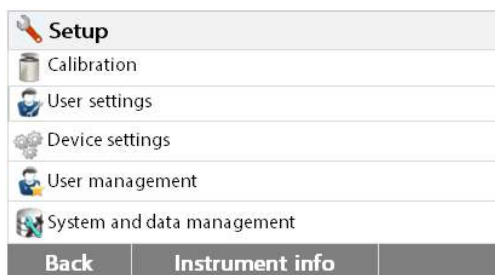 Setup
Calibration
User settings
Device settings
User management
System and data management
Back Instrument info